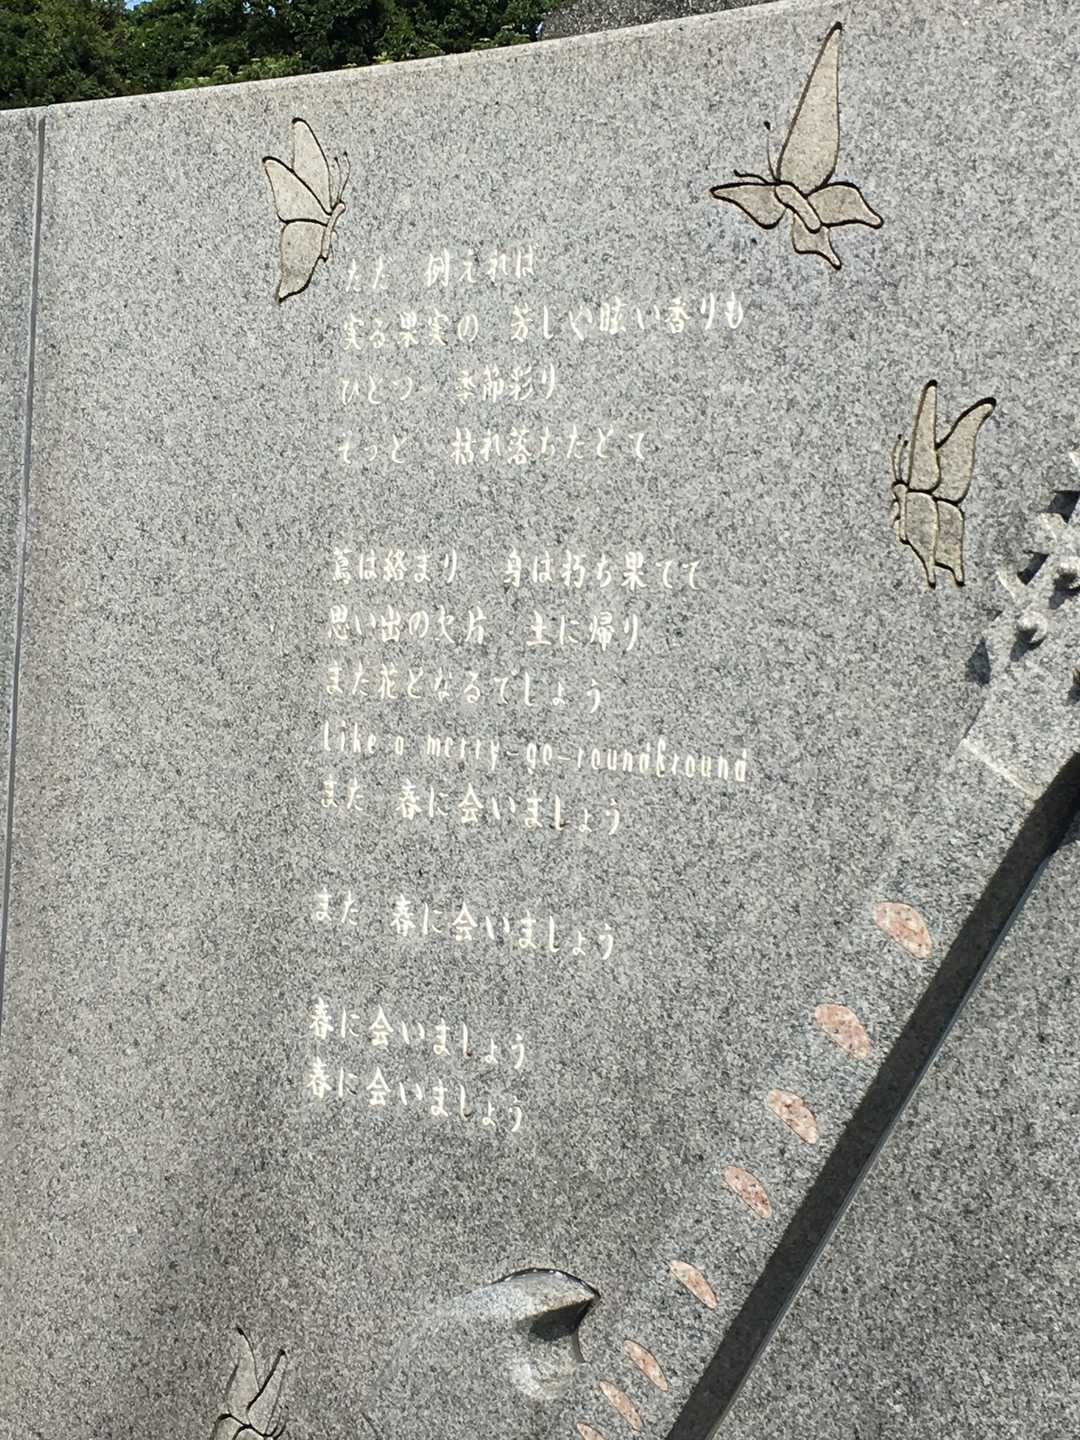 ただ　例えれば
実る果実の　芳しい眩い香りも
ひとつ　季節彩り
そっと　枯れ落ちたとて
蔦は絡まり　身は朽ち果てて
思い出の欠片　土に帰り
また花となるでしょう
like a merry-go-round&round
また　春に会いましょう
また　春に会いましょう
春に会いましょう
春に会いましょう